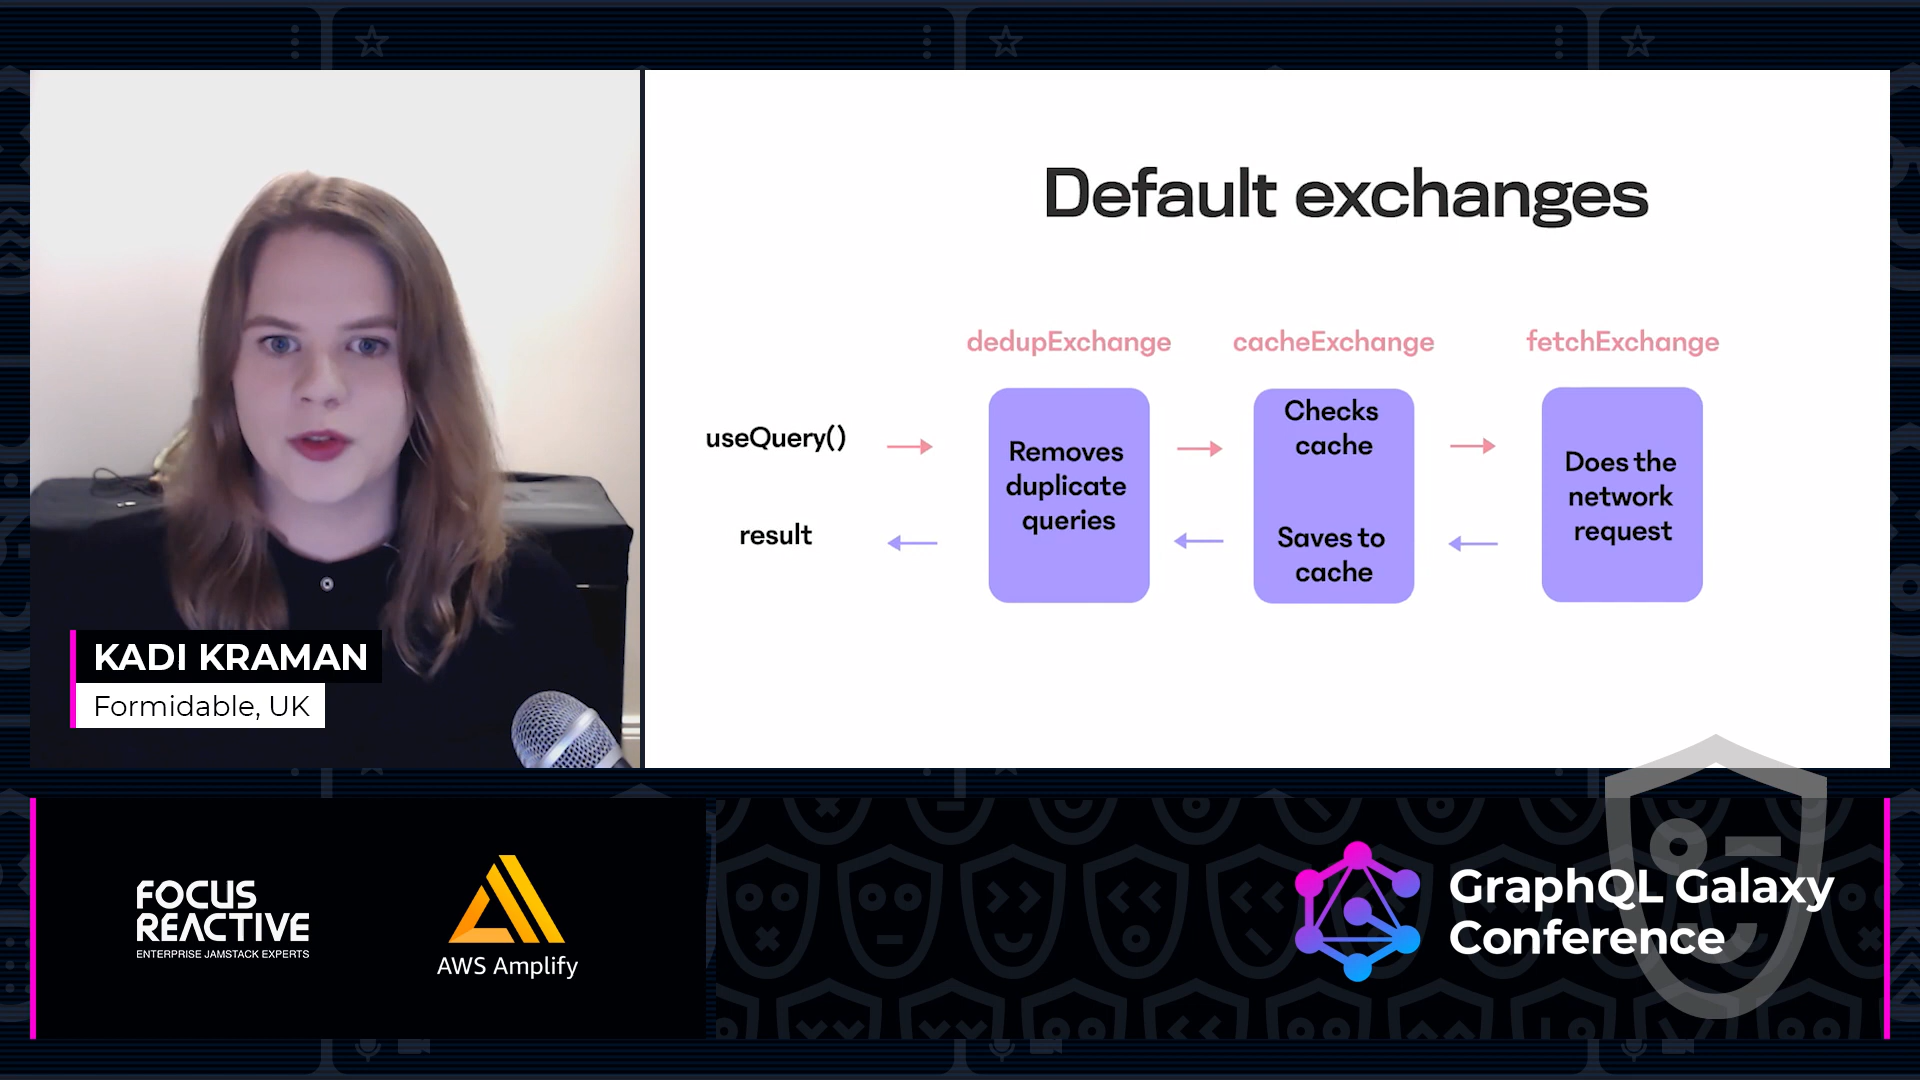 Default exchanges
dedupExchange
cacheExchange
fetchExchange
useQuery()
result
Removes
duplicate
queries
Checks
cache
Saves to
cache
Does the
network
request
KADI KRAMAN
Formidable, UK
FOCUS
REACTIVE
ENTERPRISE JAMSTACK EXPERTS
AWS Amplify
GraphQL Galaxy
Conference